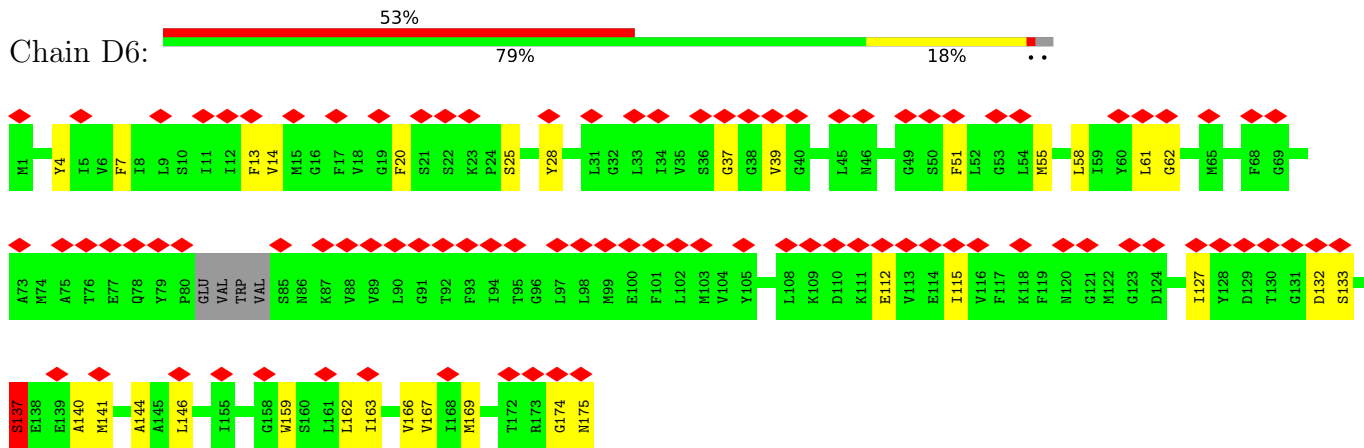 53%
Chain D6:
79% 18% • •
M1 Y4 I5 V6 F7 I8 L9 S10 I11 I12 F13 V14 M15 G16 F17 V18 G19 F20 S21 S22 K23 P24 S25 Y28 L31 G32 L33 I34 V35 S36 G37 G38 V39 G40 L45 N46 G49 S50 F51 L52 G53 L54 M55 L58 I59 Y60 L61 G62 M65 F68 G69
A73 M74 A75 T76 E77 Q78 Y79 P80 GLU VAL TRP VAL S85 N86 K87 V88 V89 L90 G91 T92 F93 I94 T95 G96 L97 L98 M99 E100 F101 L102 M103 V104 Y105 L108 K109 D110 K111 E112 V113 E114 I115 V116 F117 K118 F119 N120 G121 M122 G123 D124 I127 Y128 D129 T130 G131 D132 S133
S137 E138 E139 A140 M141 A144 A145 L146 I155 G158 W159 S160 L161 L162 I163 V166 V167 I168 M169 T172 R173 G174 N175